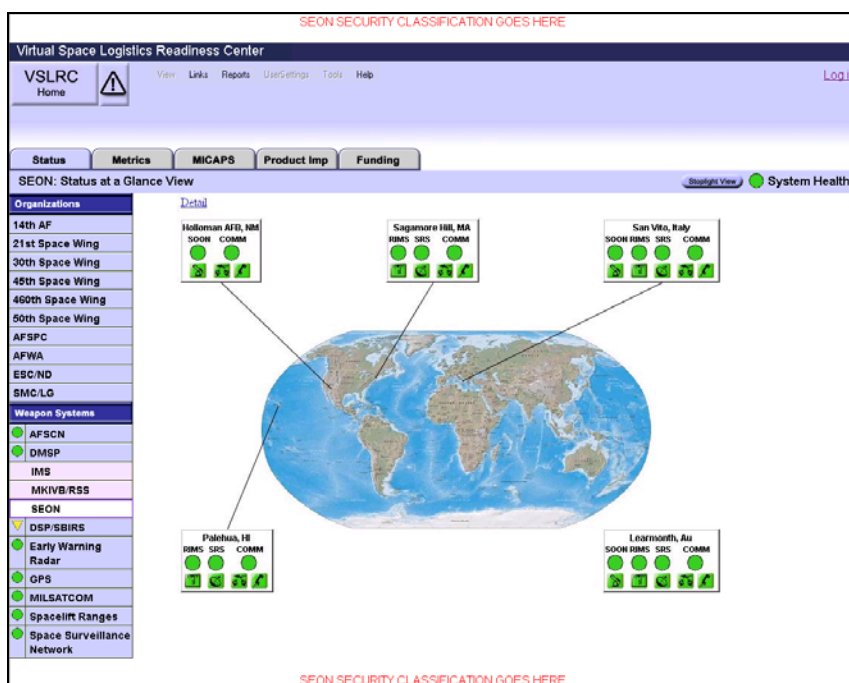 SEON SECURITY CLASSIFICATION GOES HERE
Virtual Space Logistics Readiness Center
VSLRC
Home
View Links Reports UserSettings Tools Help
Log i
Status Metrics MICAPS Product Imp Funding
SEON: Status at a Glance View
Stoplight View
System Health
Organizations
14th AF
21st Space Wing
30th Space Wing
45th Space Wing
460th Space Wing
50th Space Wing
AFSPC
AFWA
ESC/ND
SMC/LG
Weapon Systems
AFSCN
DMSP
IMS
MKIVB/RSS
SEON
DSP/SBIRS
Early Warning
Radar
GPS
MILSATCOM
Spacelift Ranges
Space Surveillance
Network
Detail
Holloman AFB, NM
SOON COMM
Sagamore Hill, MA
RIMS SRS COMM
San Vito, Italy
SOON RIMS SRS COMM
Palehua, HI
RIMS SRS COMM
Learmonth, Au
SOON RIMS SRS COMM
SEON SECURITY CLASSIFICATION GOES HERE